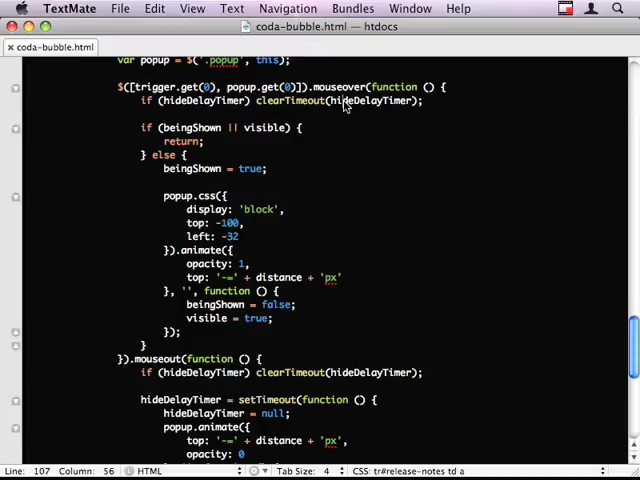 TextMate File Edit View Text Navigation Bundles Window Help
coda-bubble.html — htdocs
× coda-bubble.html
var popup = $('.popup', this);
$([trigger.get(0), popup.get(0)]).mouseover(function () {
if (hideDelayTimer) clearTimeout(hideDelayTimer);
if (beingShown || visible) {
return;
} else {
beingShown = true;
popup.css({
display: 'block',
top: -100,
left: -32
}).animate({
opacity: 1,
top: '-=' + distance + 'px'
}, '', function () {
beingShown = false;
visible = true;
});
}
}).mouseout(function () {
if (hideDelayTimer) clearTimeout(hideDelayTimer);
hideDelayTimer = setTimeout(function () {
hideDelayTimer = null;
popup.animate({
top: '-=' + distance + 'px',
opacity: 0
Line: 107 Column: 56 HTML Tab Size: 4 CSS: tr#release-notes td a